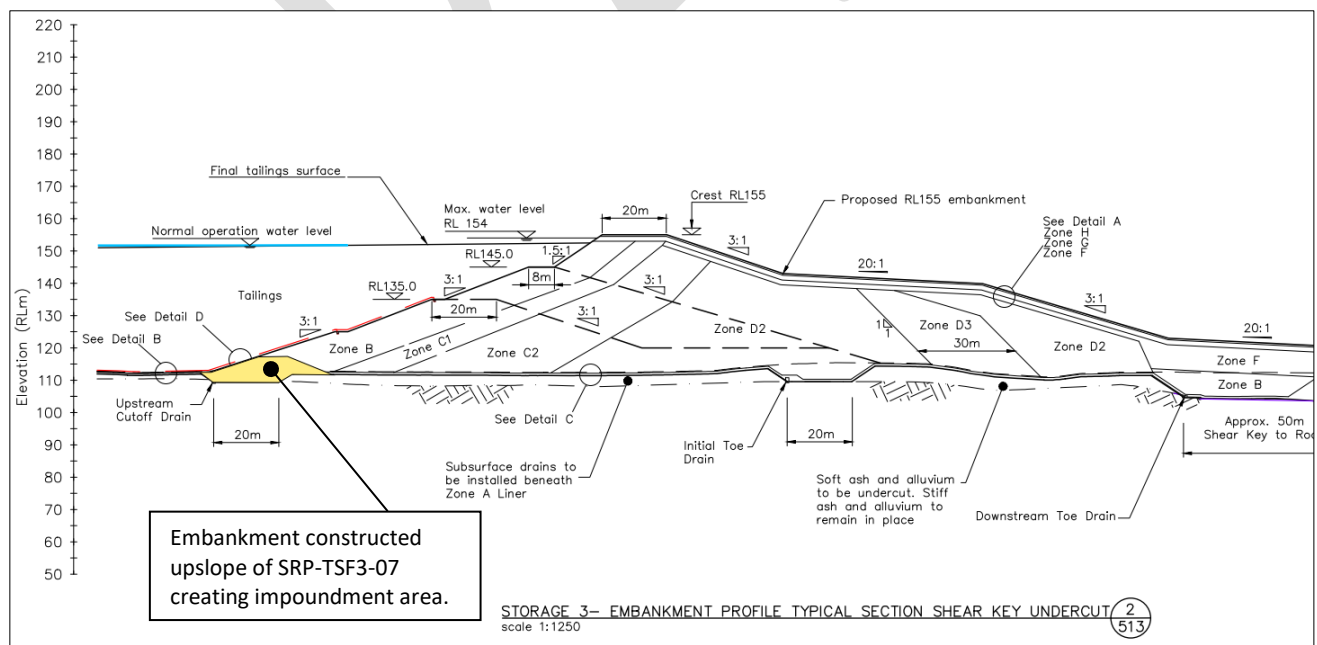 220
210
200
190
180
170
160
150
140
130
120
110
100
90
80
70
60
50
Elevation (RLm)
Final tailings surface
Normal operation water level
Max. water level
RL 154
20m
Crest RL155
Proposed RL155 embankment
See Detail A
Zone H
Zone G
Zone F
3:1
20:1
RL145.0
1.5:1
8m
Tailings
RL135.0
3:1
20m
3:1
3:1
3:1
See Detail D
3:1
See Detail B
Zone B
Zone C1
Zone C2
Zone D2
1
1
Zone D3
30m
Zone D2
20:1
Zone F
Zone B
Upstream
Cutoff Drain
20m
See Detail C
Initial Toe
Drain
20m
Approx. 50m
Shear Key to Roc
Subsurface drains to
be installed beneath
Zone A Liner
Soft ash and alluvium
to be undercut. Stiff
ash and alluvium to
remain in place
Downstream Toe Drain
Embankment constructed
upslope of SRP-TSF3-07
creating impoundment area.
STORAGE 3- EMBANKMENT PROFILE TYPICAL SECTION SHEAR KEY UNDERCUT
scale 1:1250
2
513